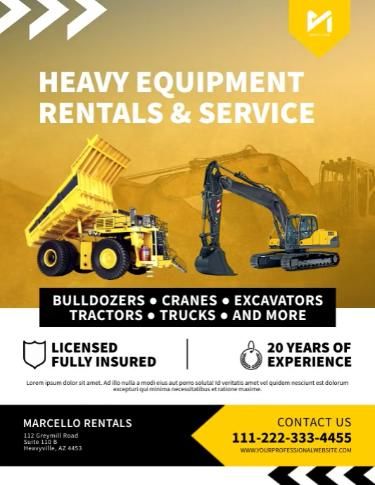 HEAVY EQUIPMENT
RENTALS & SERVICE
BULLDOZERS ● CRANES ● EXCAVATORS
TRACTORS ● TRUCKS ● AND MORE
LICENSED
FULLY INSURED
20 YEARS OF
EXPERIENCE
Lorem ipsum dolor sit amet. Ad illo nulla a modi eius aut porro soluta! Id veritatis amet vel quist est dolorum
excepturi qui minima necessitatibus et ratione maxime.
MARCELLO RENTALS
112 Greymill Road
Suite 110 B
Heavyville, AZ 4453
CONTACT US
111-222-333-4455
WWW.YOURPROFESSIONALWEBSITE.COM